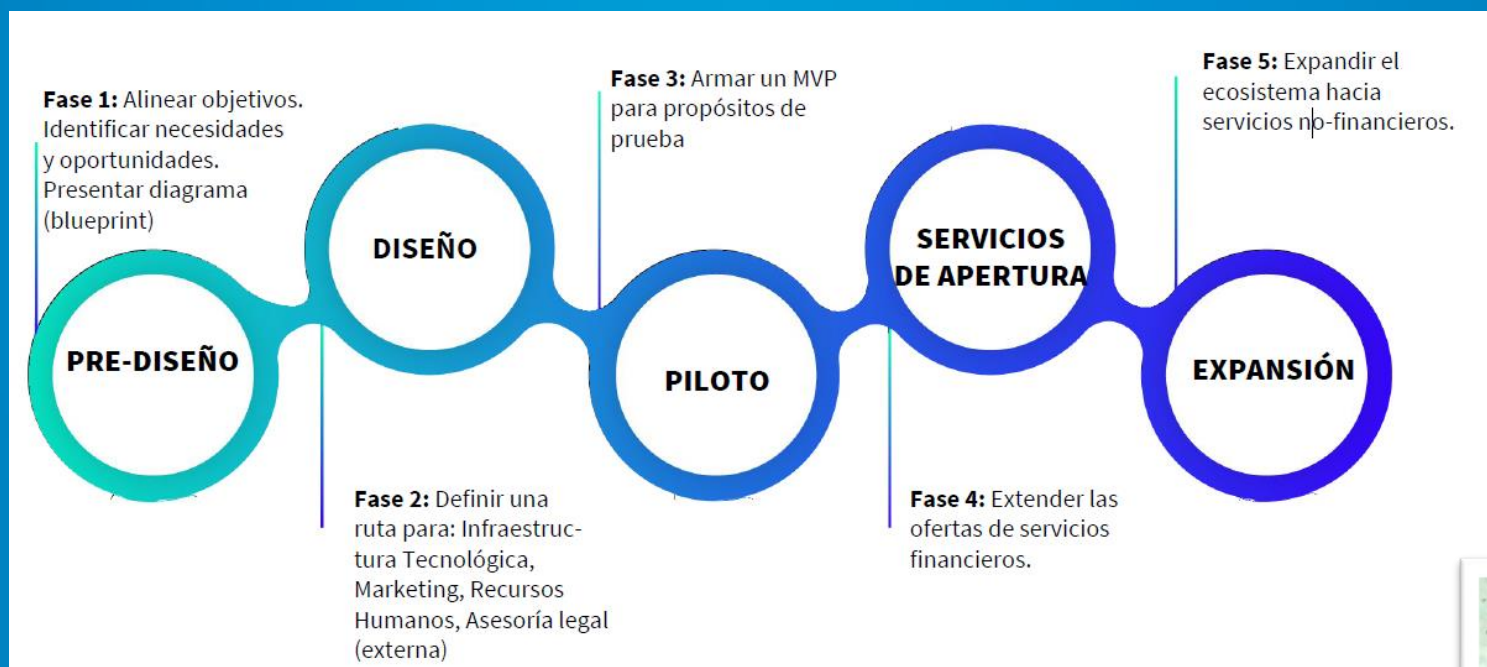 Fase 1: Alinear objetivos.
Identificar necesidades
y oportunidades.
Presentar diagrama
(blueprint)
PRE-DISEÑO
DISEÑO
Fase 2: Definir una
ruta para: Infraestruc-
tura Tecnológica,
Marketing, Recursos
Humanos, Asesoría legal
(externa)
Fase 3: Armar un MVP
para propósitos de
prueba
PILOTO
SERVICIOS
DE APERTURA
Fase 4: Extender las
ofertas de servicios
financieros.
Fase 5: Expandir el
ecosistema hacia
servicios no-financieros.
EXPANSIÓN